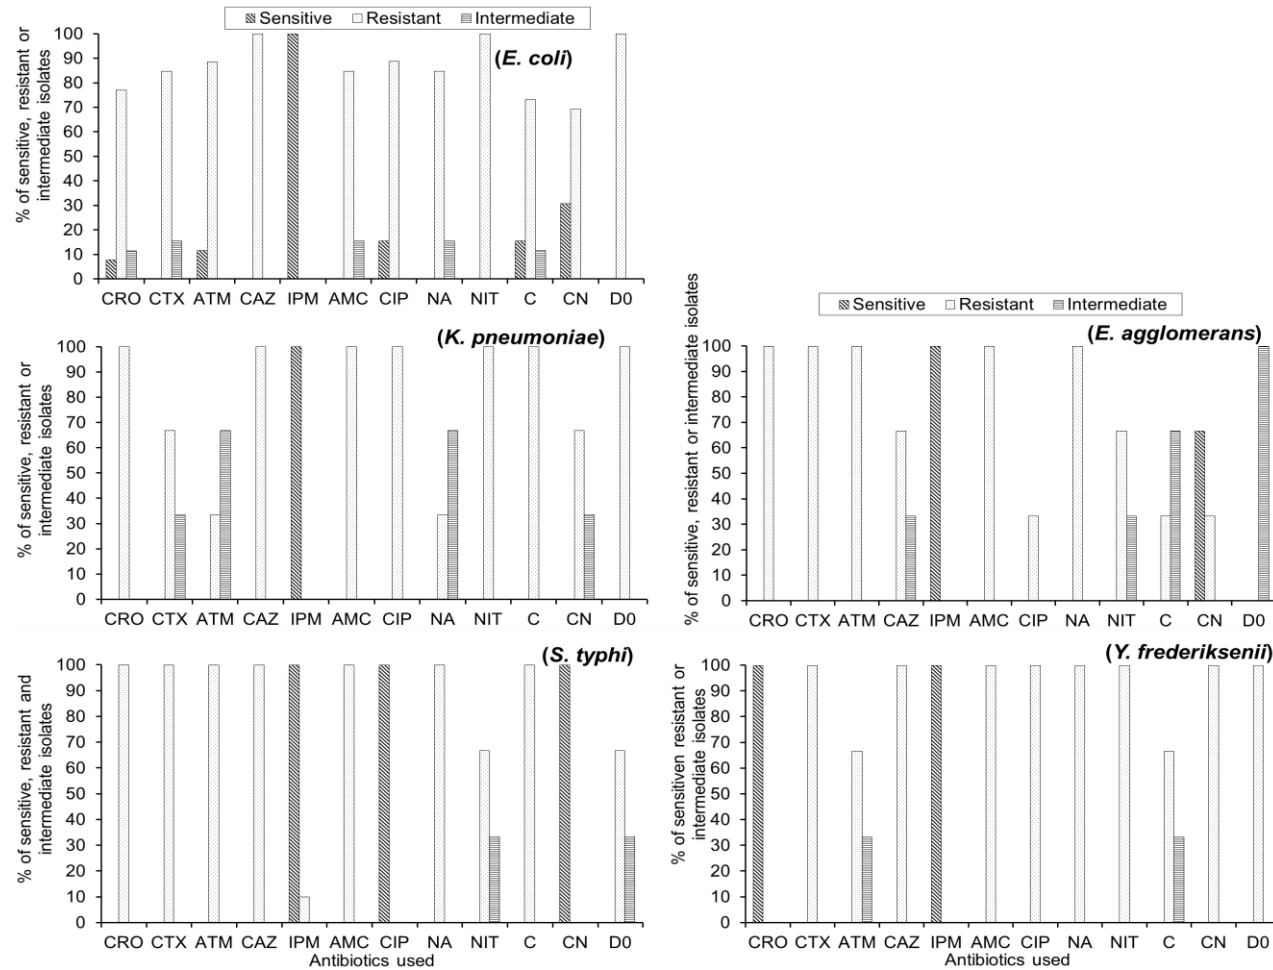 Sensitive Resistant Intermediate
(E. coli)
% of sensitive, resistant or
intermediate isolates
100
90
80
70
60
50
40
30
20
10
0
CRO CTX ATM CAZ IPM AMC CIP NA NIT C CN D0
(K. pneumoniae)
% of sensitive, resistant or
intermediate isolates
100
90
80
70
60
50
40
30
20
10
0
CRO CTX ATM CAZ IPM AMC CIP NA NIT C CN D0
Sensitive Resistant Intermediate
(E. agglomerans)
% of sensitive, resistant or intermediate isolates
100
90
80
70
60
50
40
30
20
10
0
CRO CTX ATM CAZ IPM AMC CIP NA NIT C CN D0
(S. typhi)
% of sensitive, resistant and
intermediate isolates
100
90
80
70
60
50
40
30
20
10
0
CRO CTX ATM CAZ IPM AMC CIP NA NIT C CN D0
Antibiotics used
(Y. frederiksenii)
% of sensitiven resistant or
intermediate isolates
100
90
80
70
60
50
40
30
20
10
0
CRO CTX ATM CAZ IPM AMC CIP NA NIT C CN D0
Antibiotics used